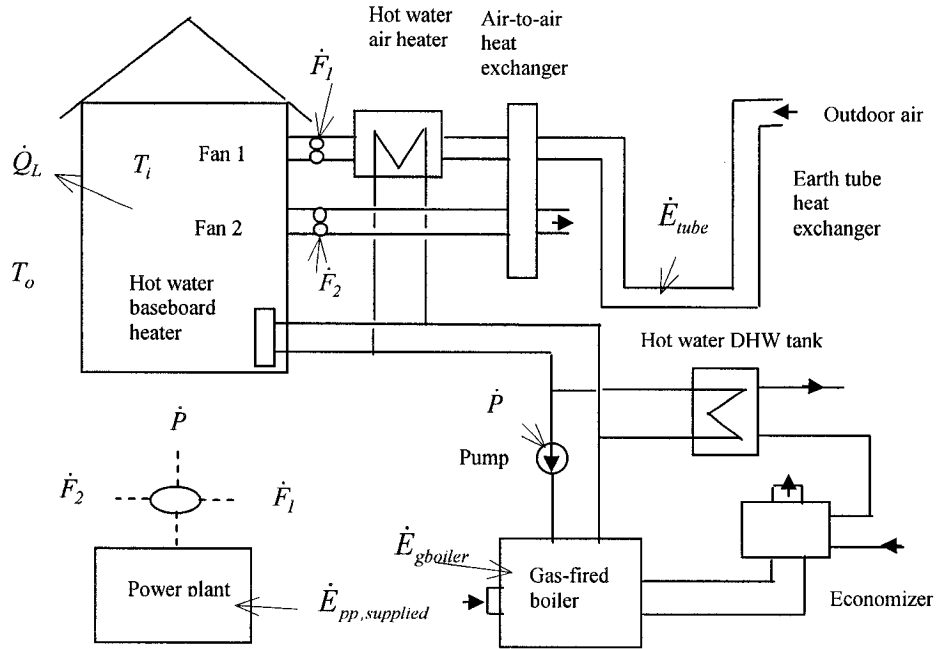 Hot water
air heater
Air-to-air
heat
exchanger
Ḟ1
Outdoor air
Fan 1
Q̇L
Ti
Earth tube
heat
exchanger
Ėtube
Fan 2
To
Ḟ2
Hot water
baseboard
heater
Hot water DHW tank
Ṗ
Ṗ
Pump
Ḟ2
Ḟ1
Ėgboiler
Power plant
Ėpp,supplied
Gas-fired
boiler
Economizer